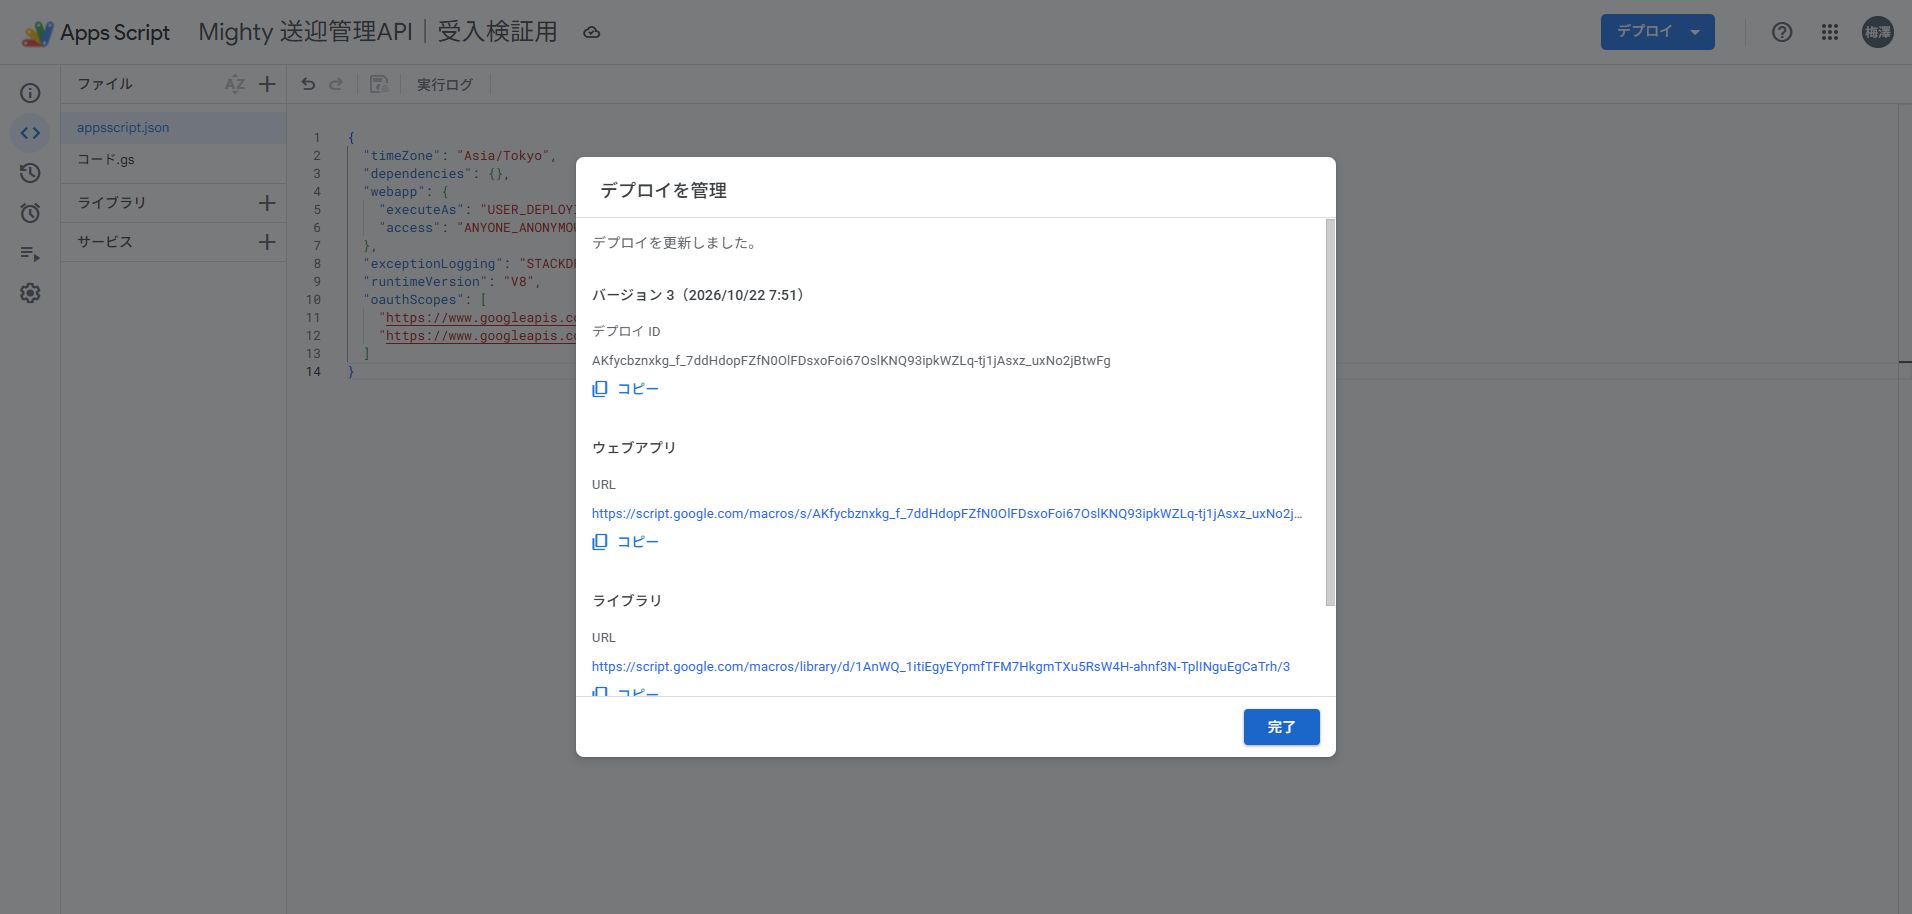 Apps Script
Mighty 送迎管理API｜受入検証用
デプロイ
梅澤
ファイル
AZ
実行ログ
appsscript.json
コード.gs
ライブラリ
サービス
1 {
2 "timeZone": "Asia/Tokyo",
3 "dependencies": {},
4 "webapp": {
5 "executeAs": "USER_DEPLOY
6 "access": "ANYONE_ANONYMO
7 },
8 "exceptionLogging": "STACKD
9 "runtimeVersion": "V8",
10 "oauthScopes": [
11 "https://www.googleapis.co
12 "https://www.googleapis.co
13 ]
14 }
デプロイを管理
デプロイを更新しました。
バージョン 3（2026/10/22 7:51）
デプロイ ID
AKfycbznxkg_f_7ddHdopFZfN0OlFDsxoFoi67OslKNQ93ipkWZLq-tj1jAsxz_uxNo2jBtwFg
コピー
ウェブアプリ
URL
https://script.google.com/macros/s/AKfycbznxkg_f_7ddHdopFZfN0OlFDsxoFoi67OslKNQ93ipkWZLq-tj1jAsxz_uxNo2j...
コピー
ライブラリ
URL
https://script.google.com/macros/library/d/1AnWQ_1itiEgyEYpmfTFM7HkgmTXu5RsW4H-ahnf3N-TplINguEgCaTrh/3
コピー
完了